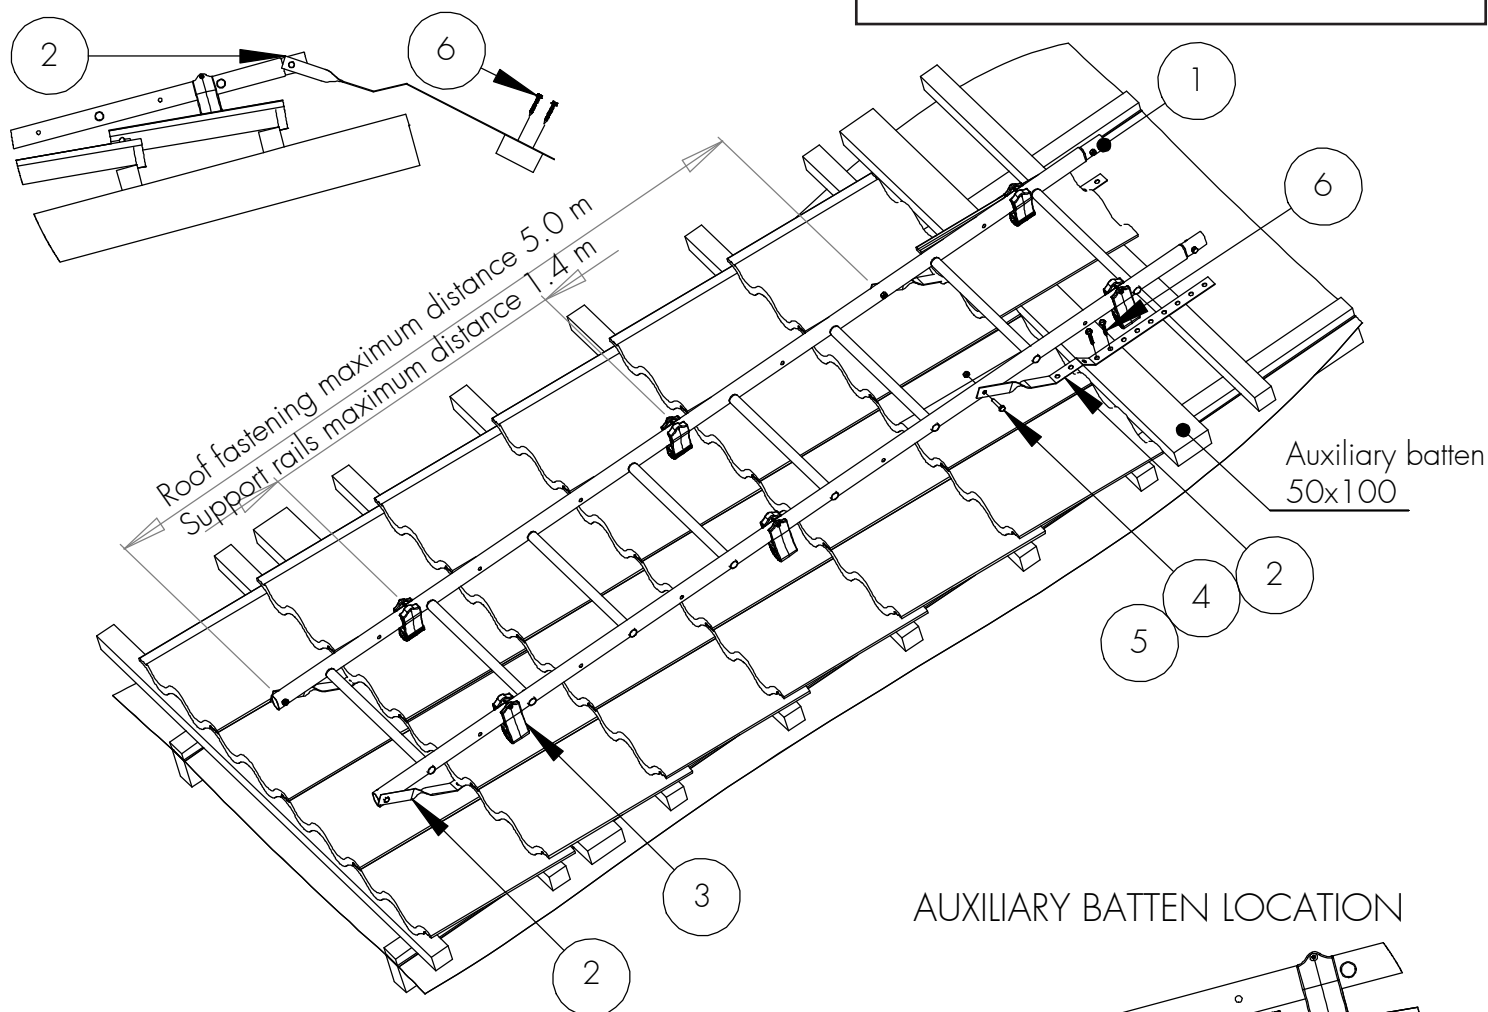 2
6
1
6
Roof fastening maximum distance 5.0 m
Support rails maximum distance 1.4 m
Auxiliary batten
50x100
2
4
5
3
2
AUXILIARY BATTEN LOCATION